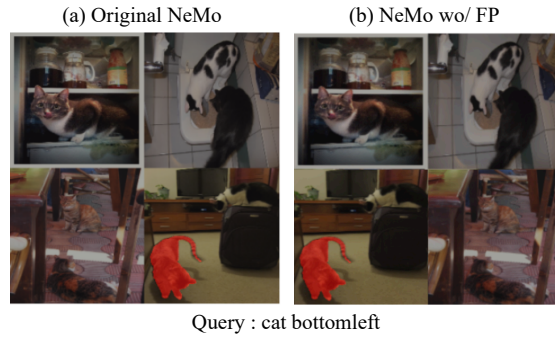 (a) Original NeMo
(b) NeMo wo/ FP
Query : cat bottomleft